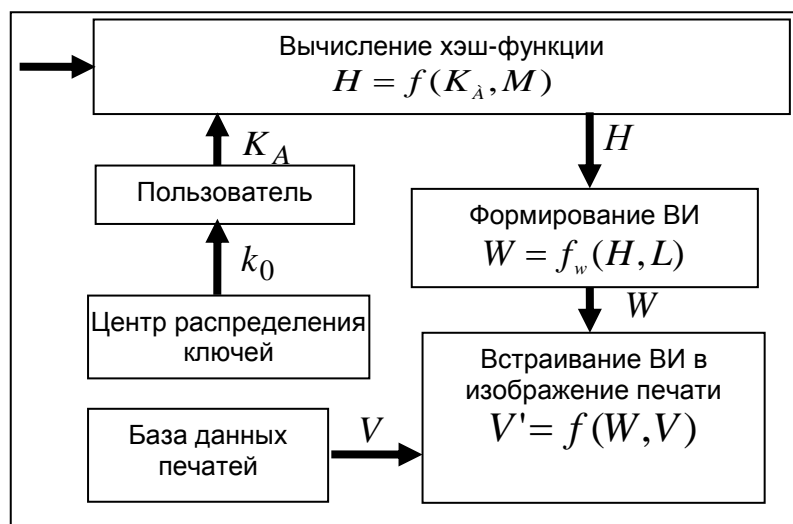 Вычисление хэш-функции
H = f(K_À, M)
K_A
H
Пользователь
Формирование ВИ
W = f_w(H, L)
k_0
W
Центр распределения
ключей
Встраивание ВИ в
изображение печати
V'= f(W,V)
V
База данных
печатей